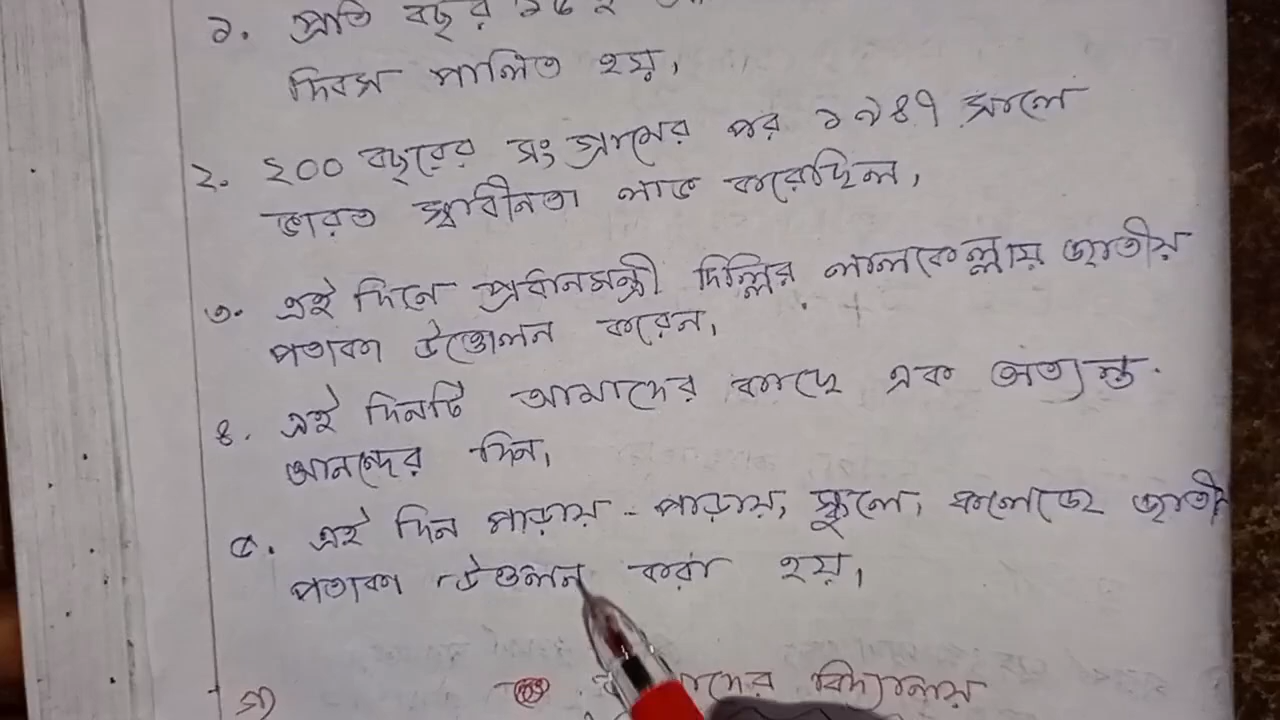 ১. প্রতি বছর ১৫ ই
দিবস পালিত হয়।
২. ২০০ বছরের সংগ্রামের পর ১৯৪৭ সালে
ভারত স্বাধীনতা লাভ করেছিল।
৩. এই দিনে প্রধানমন্ত্রী দিল্লির লালকেল্লায় জাতীয়
পতাকা উত্তোলন করেন।
৪. এই দিনটি আমাদের কাছে এক অত্যন্ত
আনন্দের দিন।
৫. এই দিন পাড়ায় - পাড়ায়, স্কুলে, কলেজে জাতী
পতাকা উত্তলন করা হয়।
গ) াদের বিদ্যালয়